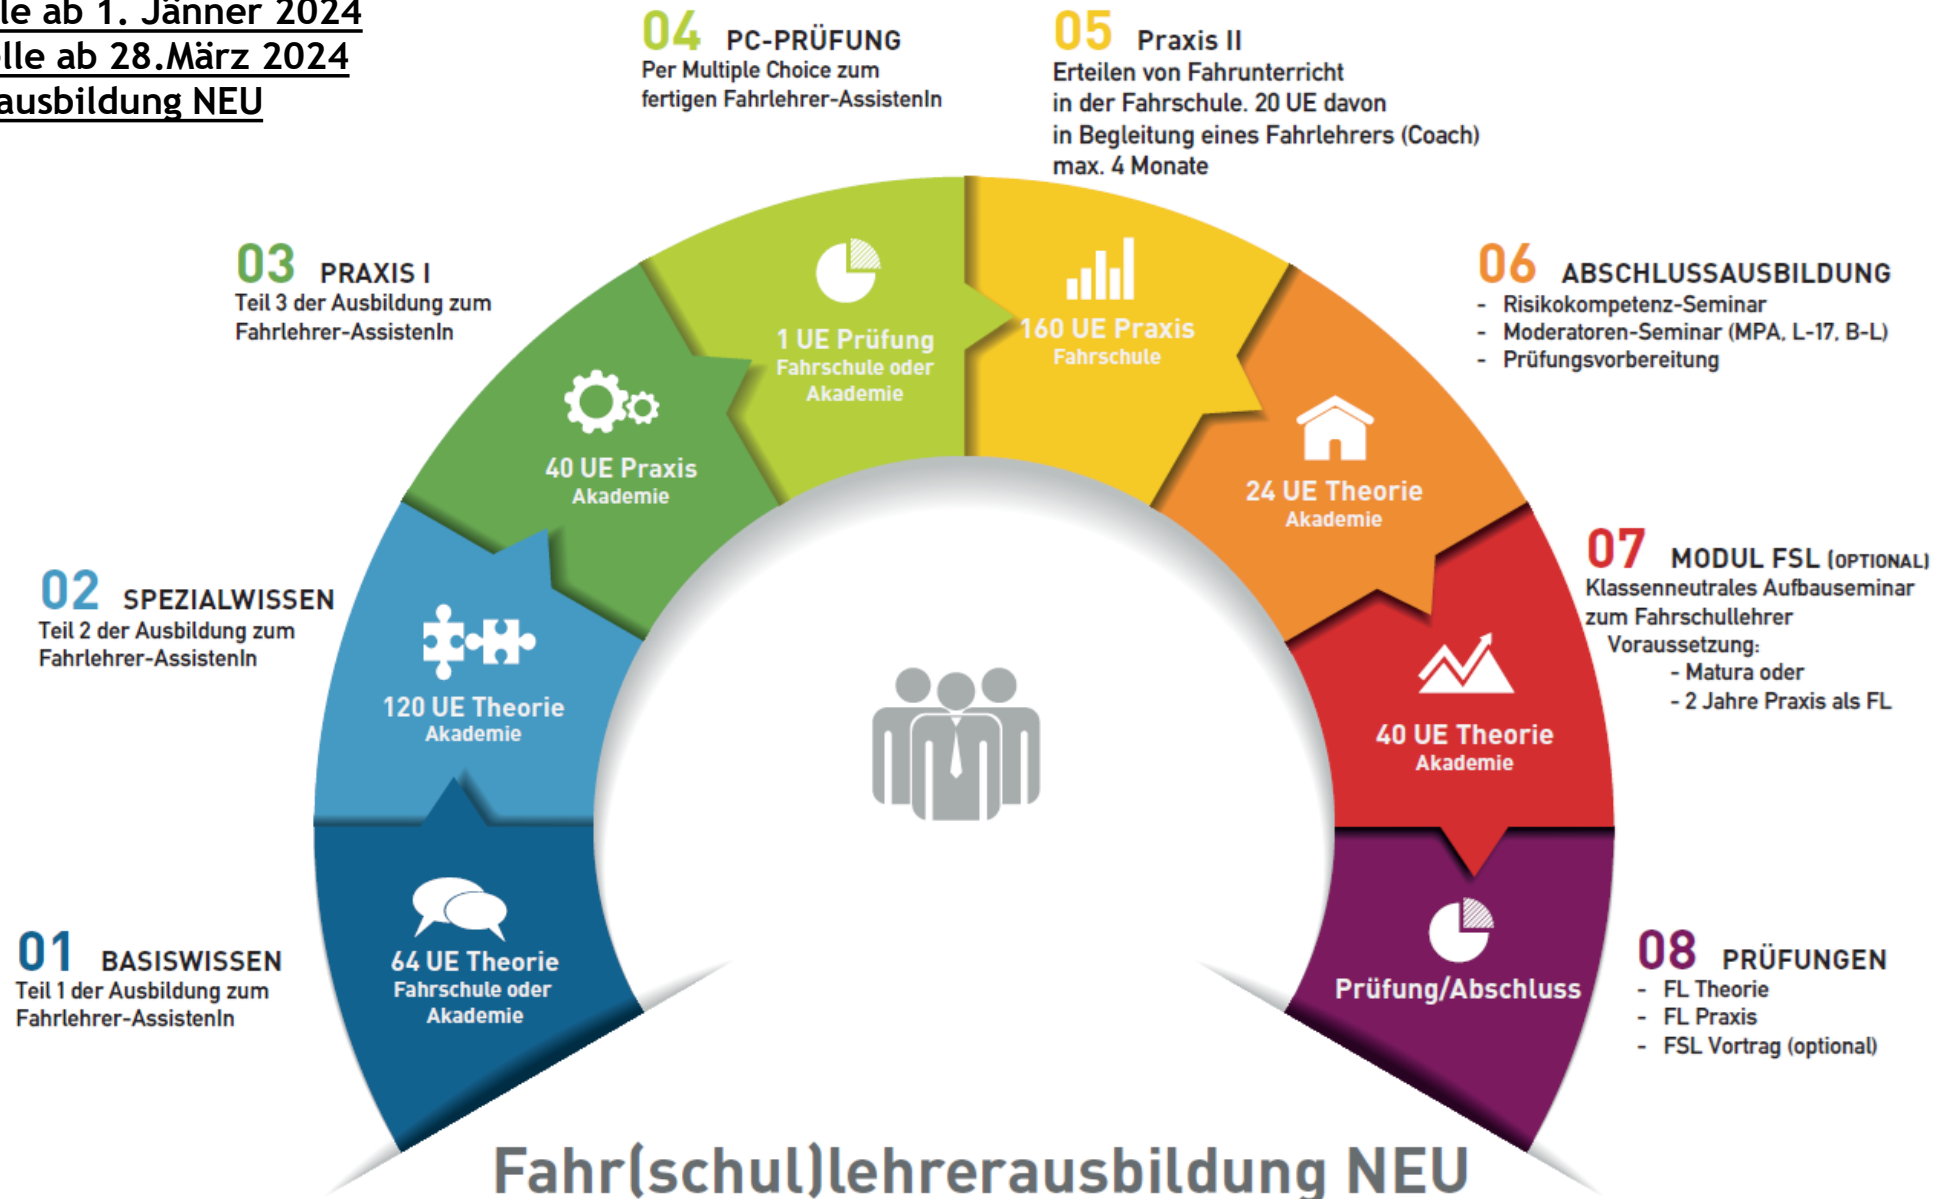 le ab 1. Jänner 2024
lle ab 28.März 2024
ausbildung NEU
04 PC-PRÜFUNG
Per Multiple Choice zum
fertigen Fahrlehrer-AssistenIn
05 Praxis II
Erteilen von Fahrunterricht
in der Fahrschule. 20 UE davon
in Begleitung eines Fahrlehrers (Coach)
max. 4 Monate
03 PRAXIS I
Teil 3 der Ausbildung zum
Fahrlehrer-AssistenIn
06 ABSCHLUSSAUSBILDUNG
- Risikokompetenz-Seminar
- Moderatoren-Seminar (MPA, L-17, B-L)
- Prüfungsvorbereitung
1 UE Prüfung
Fahrschule oder
Akademie
160 UE Praxis
Fahrschule
40 UE Praxis
Akademie
24 UE Theorie
Akademie
02 SPEZIALWISSEN
Teil 2 der Ausbildung zum
Fahrlehrer-AssistenIn
07 MODUL FSL (OPTIONAL)
Klassenneutrales Aufbauseminar
zum Fahrschullehrer
Voraussetzung:
- Matura oder
- 2 Jahre Praxis als FL
120 UE Theorie
Akademie
40 UE Theorie
Akademie
01 BASISWISSEN
Teil 1 der Ausbildung zum
Fahrlehrer-AssistenIn
64 UE Theorie
Fahrschule oder
Akademie
Prüfung/Abschluss
08 PRÜFUNGEN
- FL Theorie
- FL Praxis
- FSL Vortrag (optional)
Fahr(schul)lehrerausbildung NEU